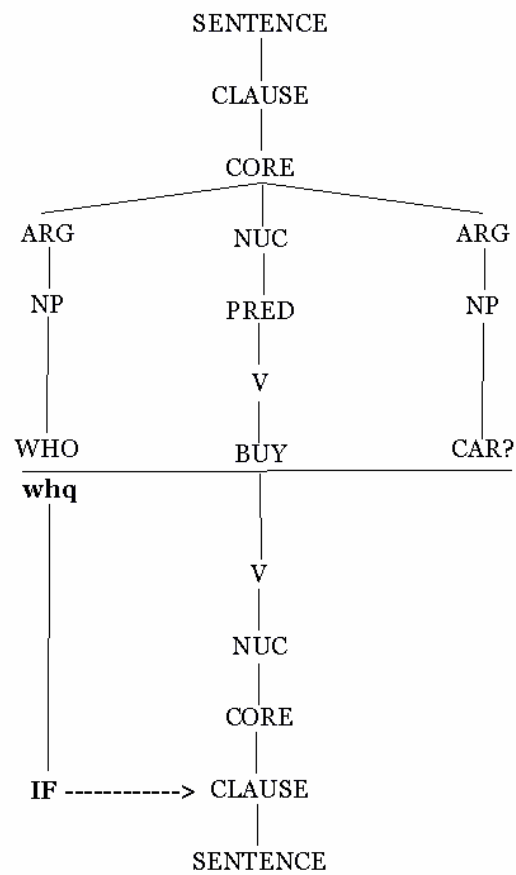 SENTENCE
CLAUSE
CORE
ARG NUC ARG
NP PRED NP
V
WHO BUY CAR?
whq
V
NUC
CORE
IF ------------> CLAUSE
SENTENCE